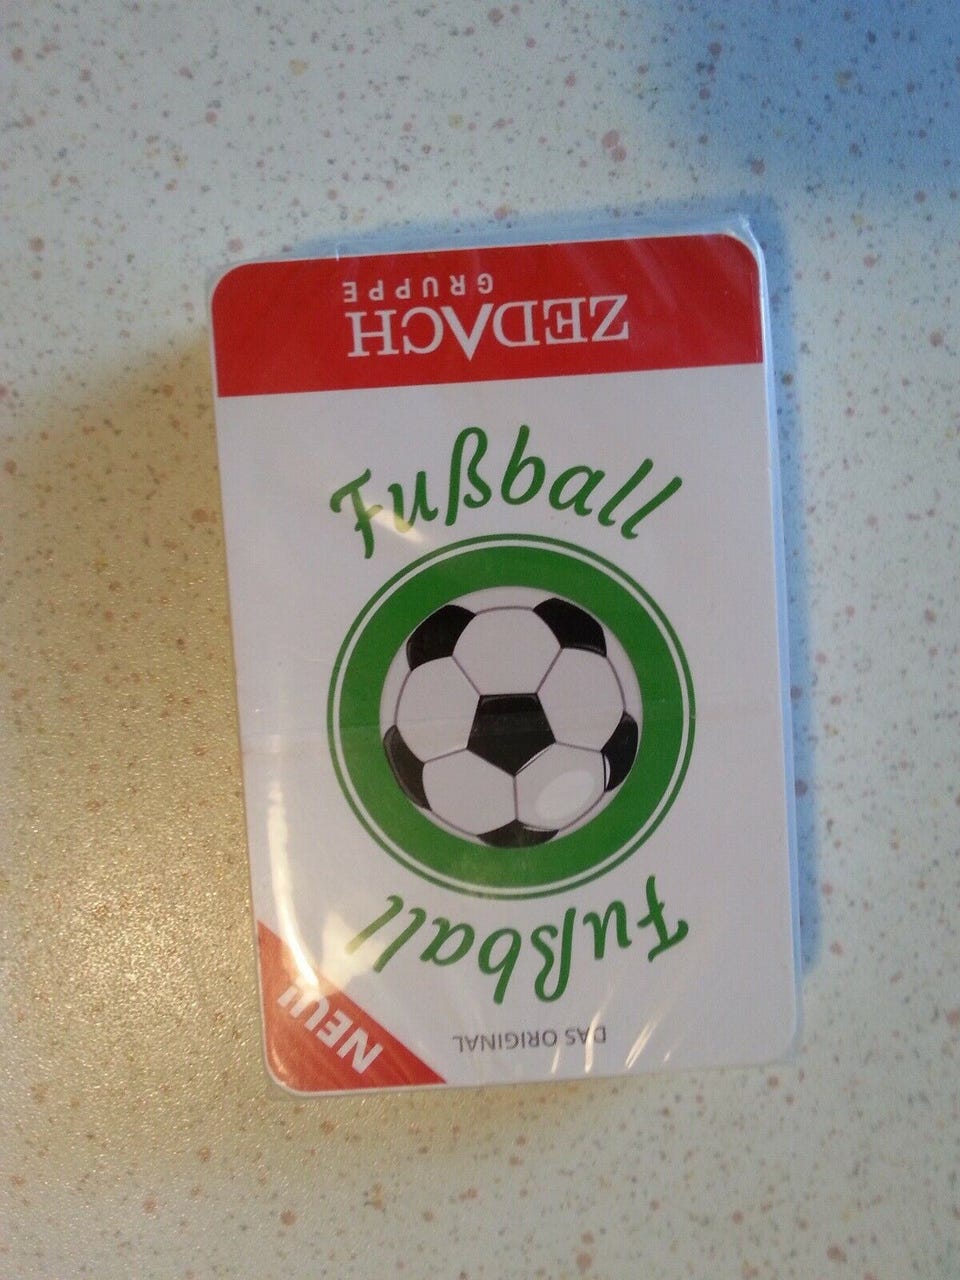 DAS ORIGINAL
NEU!
Fußball
Fußball
ZEDACH
GRUPPE